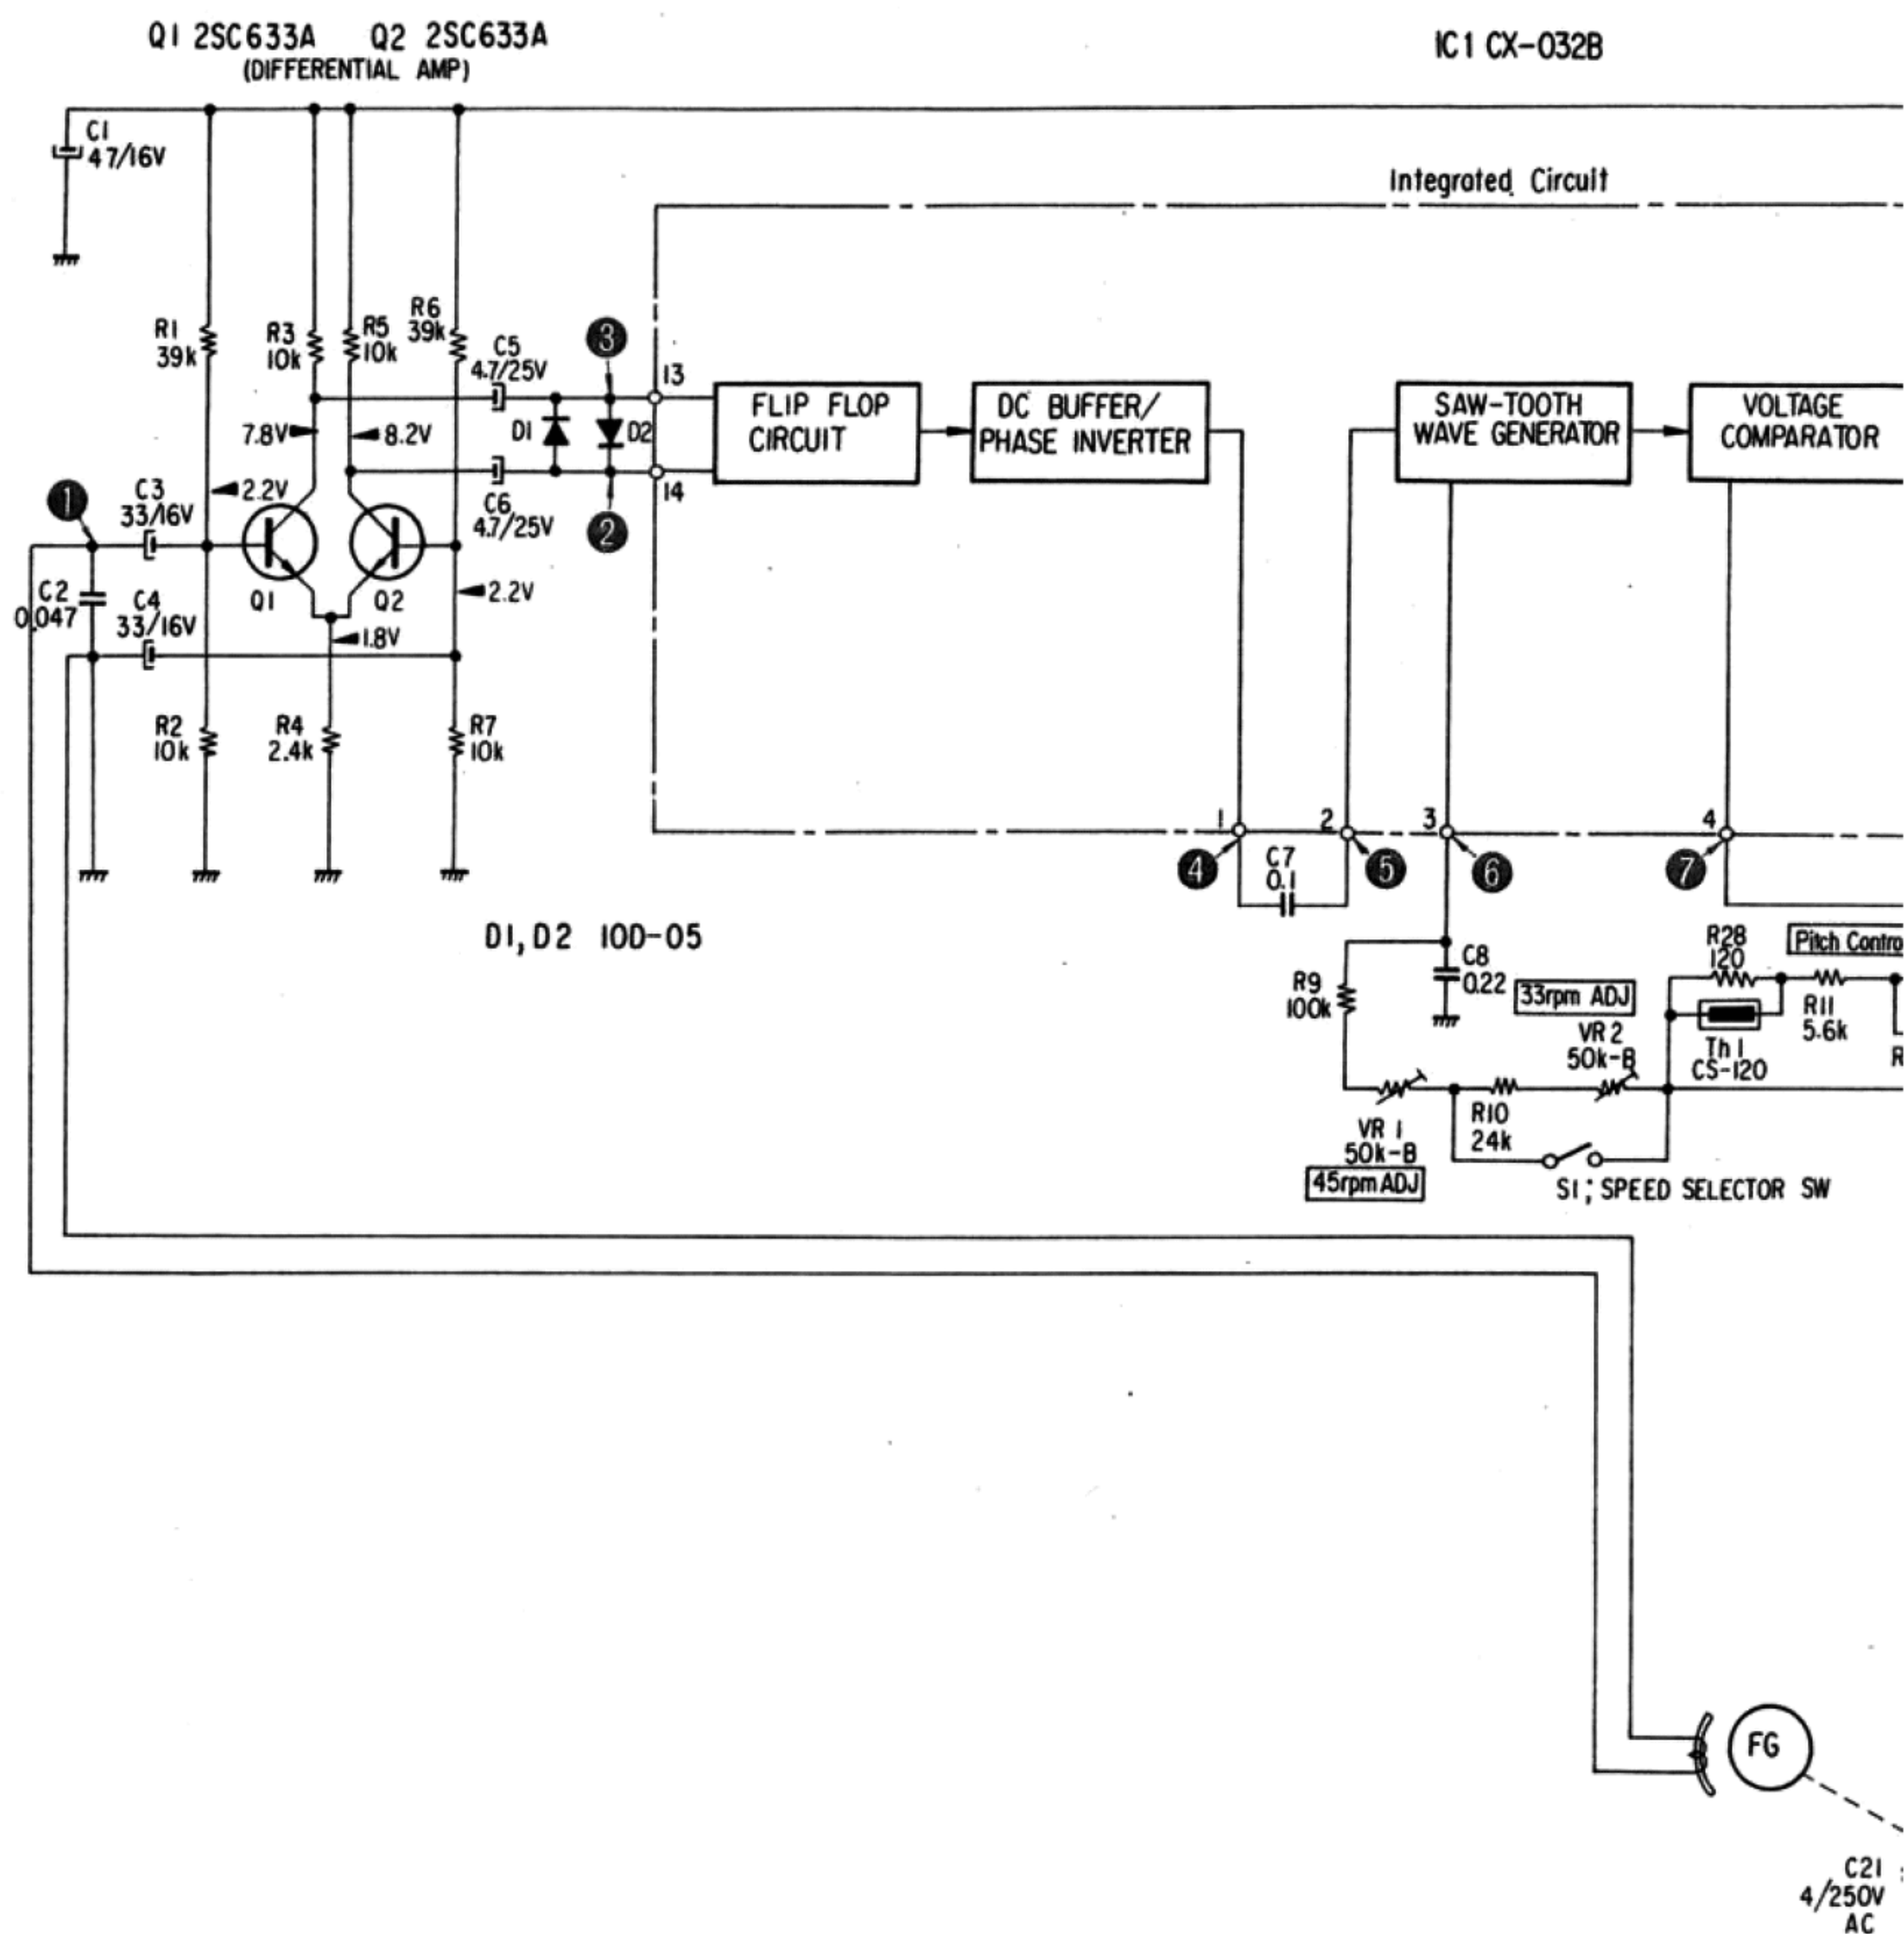 Q1 2SC633A Q2 2SC633A
(DIFFERENTIAL AMP)
IC1 CX-032B
C1
47/16V
Integrated Circuit
R1
39k
R3
10k
R5
10k
R6
39k
C5
4.7/25V
3
13
7.8V
8.2V
D1
D2
FLIP FLOP
CIRCUIT
DC BUFFER/
PHASE INVERTER
SAW-TOOTH
WAVE GENERATOR
VOLTAGE
COMPARATOR
1
C3
33/16V
2.2V
C6
4.7/25V
14
2
C2
0.047
C4
33/16V
Q1
Q2
2.2V
1.8V
R2
10k
R4
2.4k
R7
10k
1
2
3
4
4
C7
0.1
5
6
7
D1,D2 10D-05
R9
100k
C8
0.22
33rpm ADJ
R28
120
Pitch Contro
VR 2
50k-B
Th 1
CS-120
R11
5.6k
R
VR 1
50k-B
45rpm ADJ
R10
24k
S1; SPEED SELECTOR SW
FG
C21
4/250V
AC